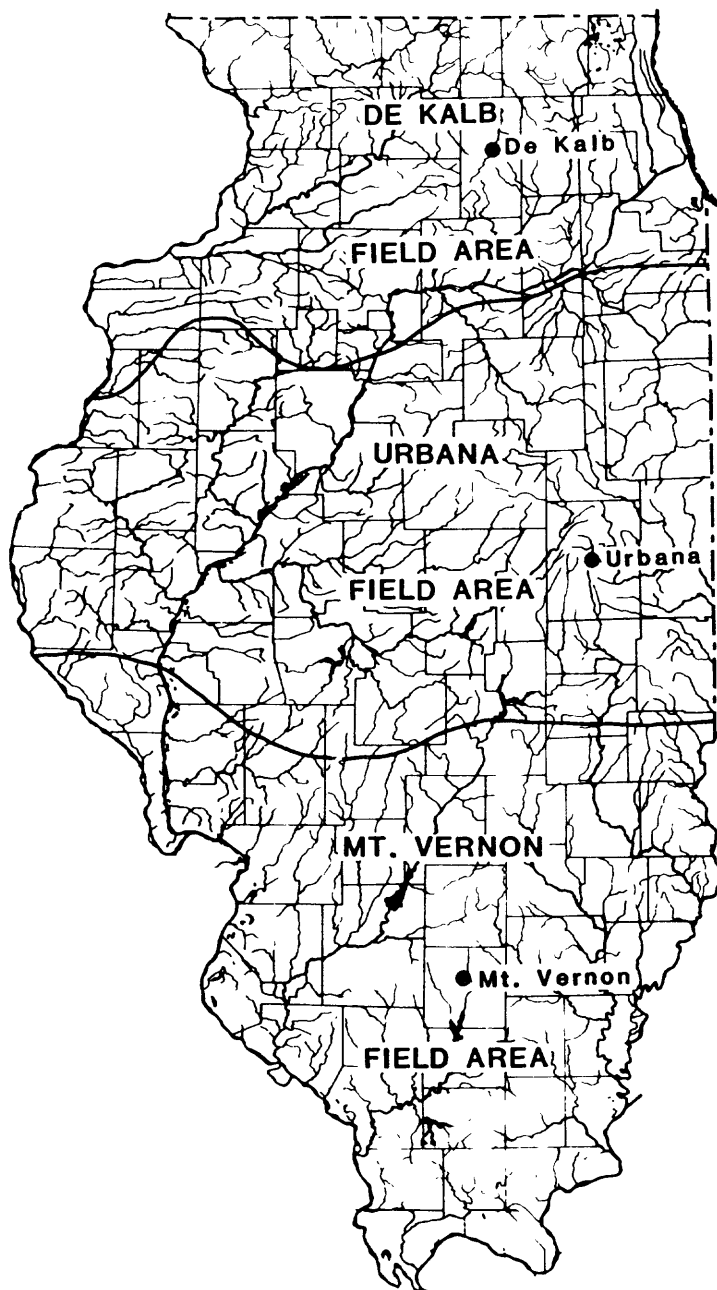 DE KALB
De Kalb
FIELD AREA
URBANA
Urbana
FIELD AREA
MT. VERNON
Mt. Vernon
FIELD AREA